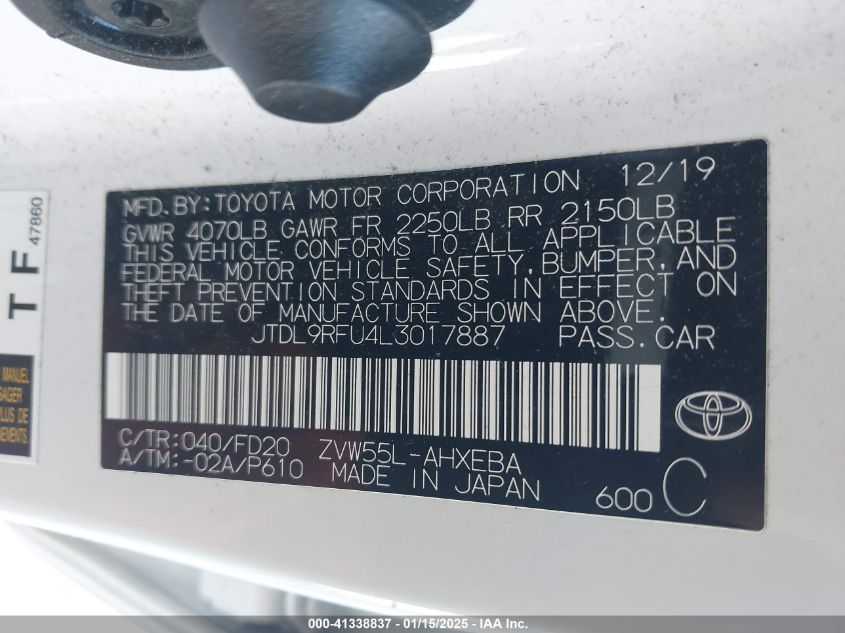 MFD.BY:TOYOTA MOTOR CORPORATION 12/19
GVWR 4070LB GAWR FR 2250LB RR 2150LB
THIS VEHICLE CONFORMS TO ALL APPLICABLE
FEDERAL MOTOR VEHICLE SAFETY,BUMPER,AND
THEFT PREVENTION STANDARDS IN EFFECT ON
THE DATE OF MANUFACTURE SHOWN ABOVE.
JTDL9RFU4L3017887 PASS.CAR
C/TR:040/FD20 ZVW55L-AHXEBA
A/TM:-02A/P610 MADE IN JAPAN
600 C
T F
47860
MANUEL
PLUS DE
000-41338837 - 01/15/2025 - IAA Inc.